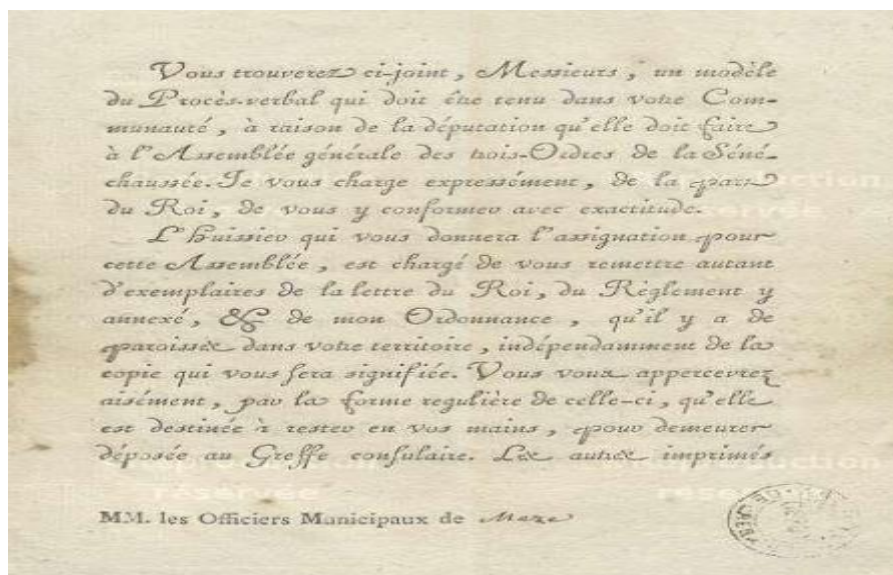 Vous trouverez ci-joint, Messieurs, un modèle
du Procès-verbal qui doit être tenu dans votre Com-
munauté, à raison de la députation qu'elle doit faire
à l'Assemblée générale des trois-Ordres de la Séné-
chaussée. Je vous charge expressément, de la part
du Roi, de vous y conformer avec exactitude.
L'Huissier qui vous donnera l'assignation pour
cette Assemblée, est chargé de vous remettre autant
d'exemplaires de la lettre du Roi, du Règlement y
annexé, & de mon Ordonnance, qu'il y a de
paroisses dans votre territoire, indépendamment de la
copie qui vous sera signifiée. Vous vous appercevrez
aisément, par la forme regulière de celle-ci, qu'elle
est destinée à rester en vos mains, pour demeurer
déposée au Greffe consulaire. Les autres imprimés
réservée
MM. les Officiers Municipaux de